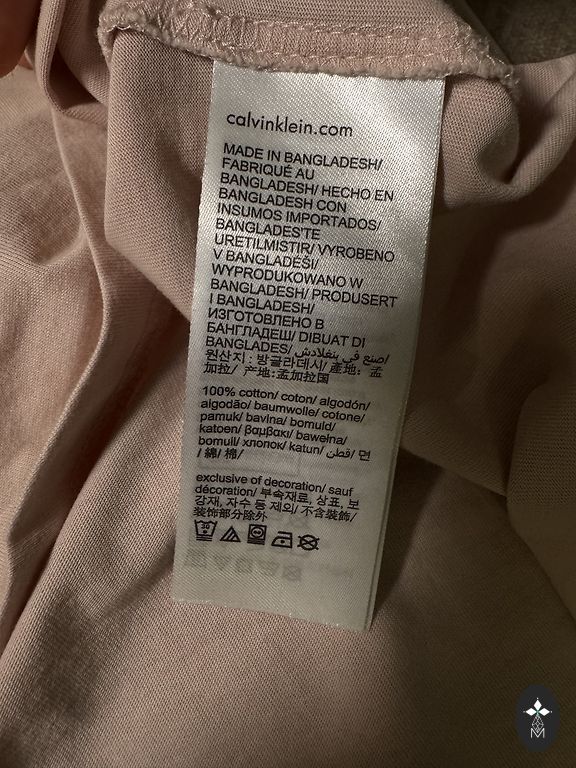 calvinklein.com
MADE IN BANGLADESH/
FABRIQUÉ AU
BANGLADESH/ HECHO EN
BANGLADESH CON
INSUMOS IMPORTADOS/
BANGLADEŞ'TE
ÜRETILMISTIR/ VYROBENO
V BANGLADÉŠI/
WYPRODUKOWANO W
BANGLADESH/ PRODUSERT
I BANGLADESH/
ИЗГОТОВЛЕНО В
БАНГЛАДЕШ/ DIBUAT DI
BANGLADES/ صنع في بنغلادش/
원산지 : 방글라데시/ 產地：孟
加拉/ 产地:孟加拉国
100% cotton/ coton/ algodón/
algodão/ baumwolle/ cotone/
pamuk/ bavlna/ bomuld/
katoen/ βαμβακι/ bawełna/
bomull/ хлопок/ katun/ قطن/ 면
/ 綿/ 棉/
exclusive of decoration/ sauf
décoration/ 부속재료, 상표, 보
강재, 자수 등 제외/ 不含裝飾/
装饰部分除外
30
M